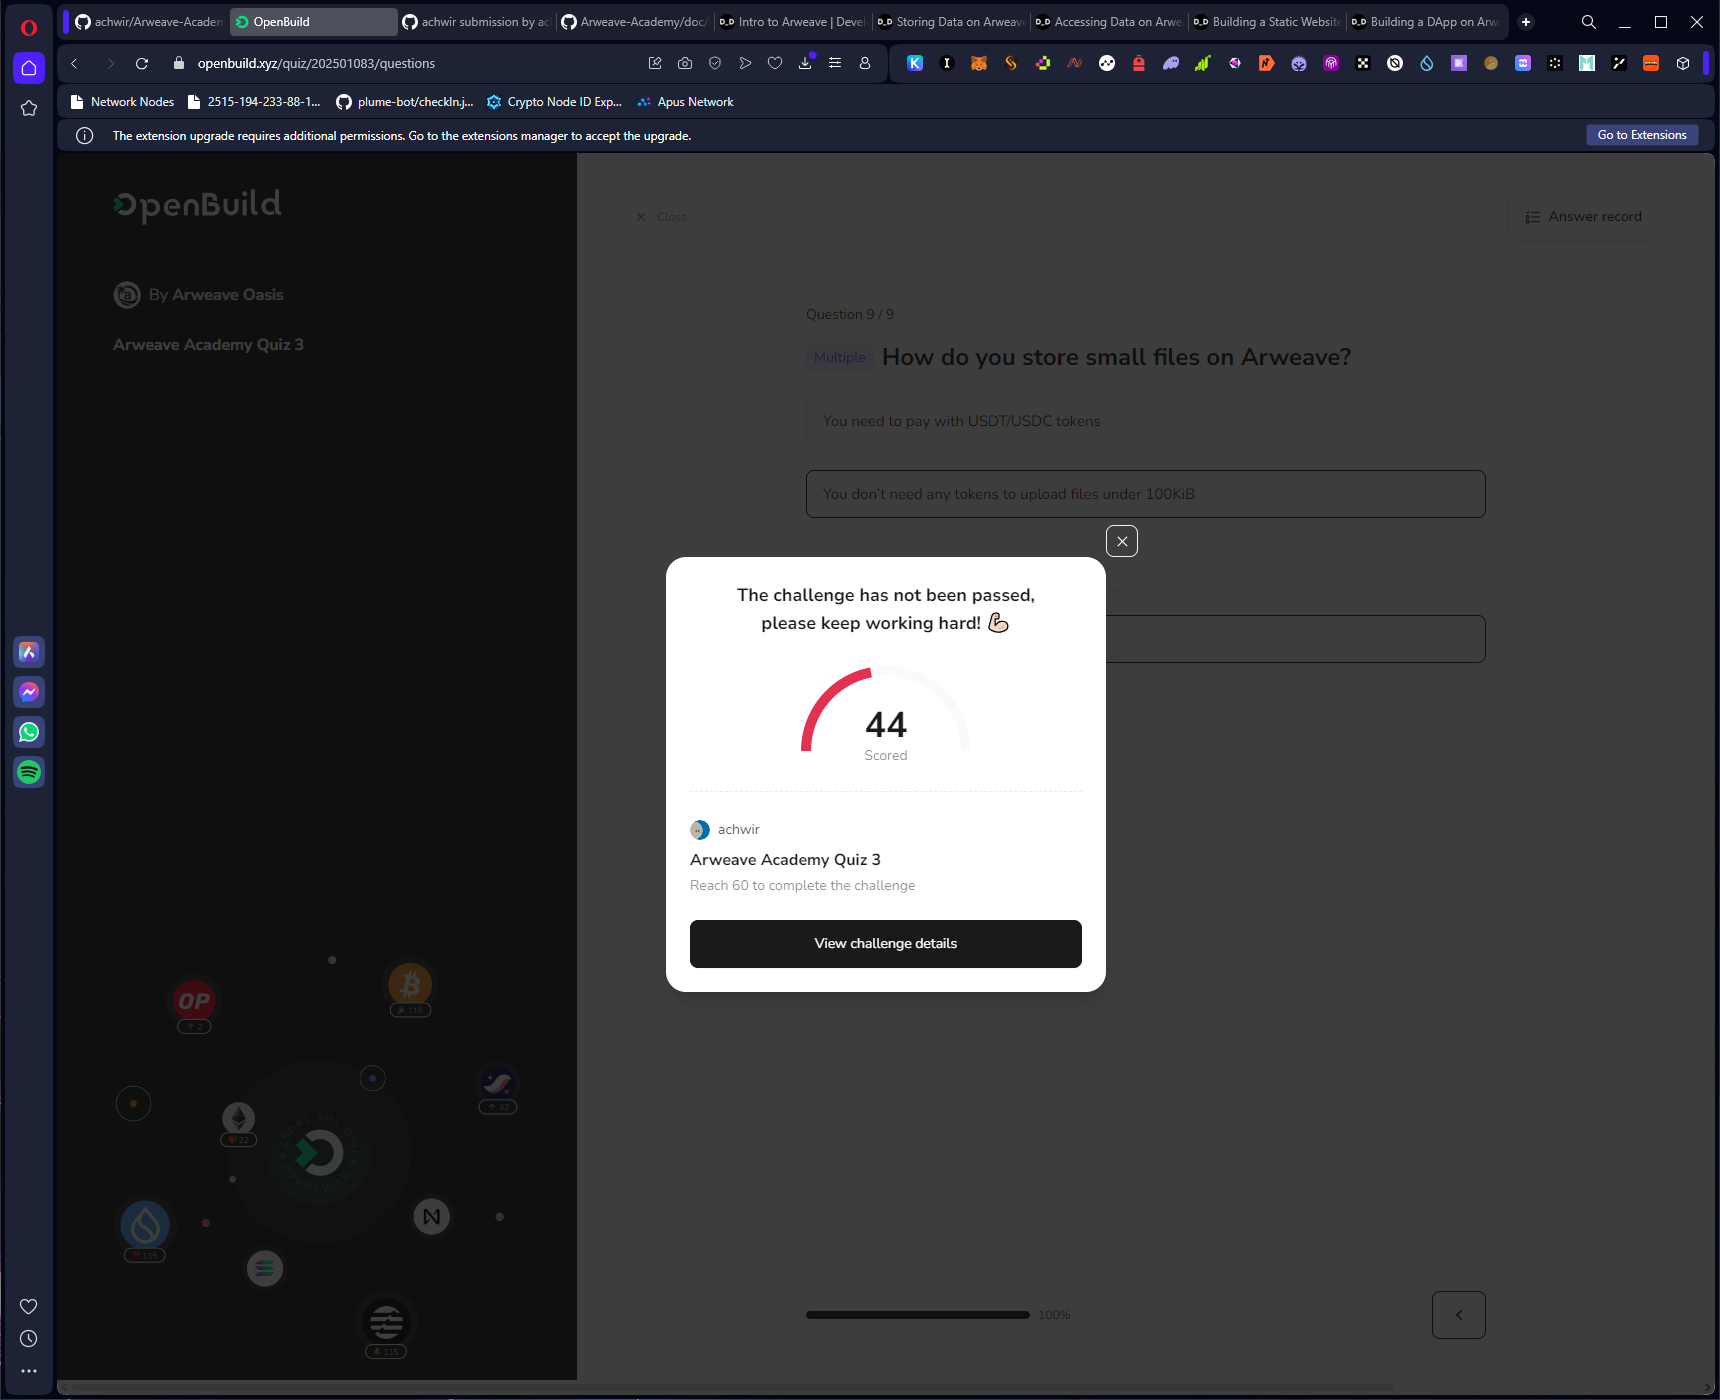 achwir/Arweave-Academ
OpenBuild
achwir submission by ac
Arweave-Academy/doc/
Intro to Arweave | Devel
Storing Data on Arweave
Accessing Data on Arwe
Building a Static Website
Building a DApp on Arw
openbuild.xyz/quiz/202501083/questions
Network Nodes
2515-194-233-88-1...
plume-bot/checkIn.j...
Crypto Node ID Exp...
Apus Network
The extension upgrade requires additional permissions. Go to the extensions manager to accept the upgrade.
Go to Extensions
OpenBuild
Close
Answer record
By Arweave Oasis
Arweave Academy Quiz 3
Question 9 / 9
Multiple
How do you store small files on Arweave?
You need to pay with USDT/USDC tokens
You don't need any tokens to upload files under 100KiB
The challenge has not been passed,
please keep working hard!
44
Scored
achwir
Arweave Academy Quiz 3
Reach 60 to complete the challenge
View challenge details
OP
2
115
32
22
115
115
100%